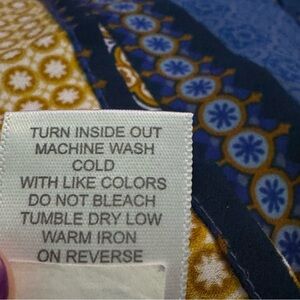 TURN INSIDE OUT
MACHINE WASH
COLD
WITH LIKE COLORS
DO NOT BLEACH
TUMBLE DRY LOW
WARM IRON
ON REVERSE